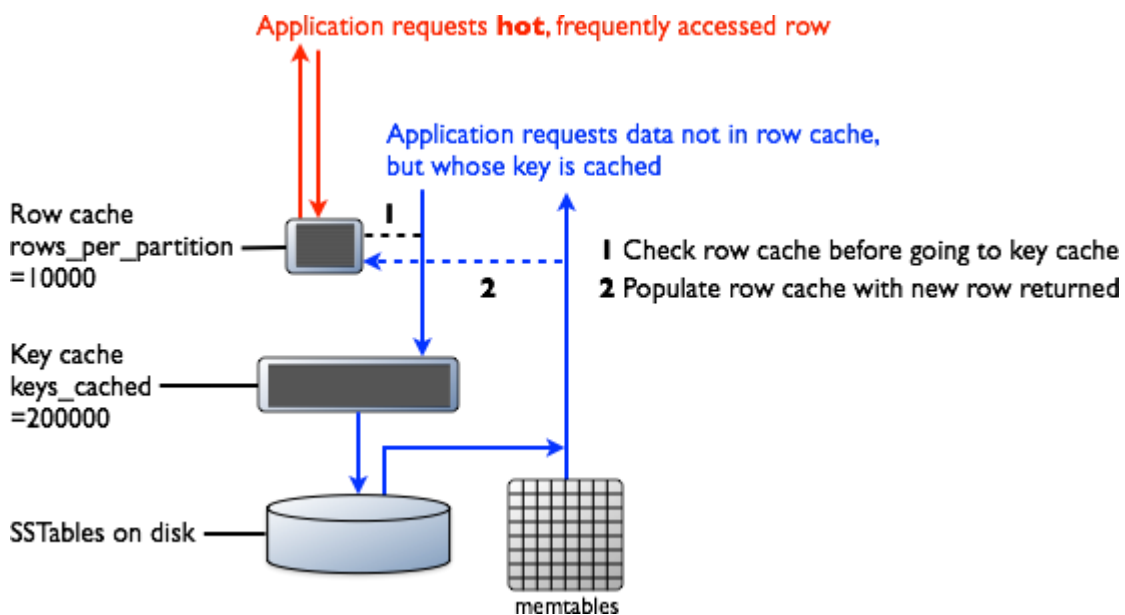 Application requests hot, frequently accessed row
Application requests data not in row cache,
but whose key is cached
Row cache
rows_per_partition
=10000
1
2
1 Check row cache before going to key cache
2 Populate row cache with new row returned
Key cache
keys_cached
=200000
SSTables on disk
memtables